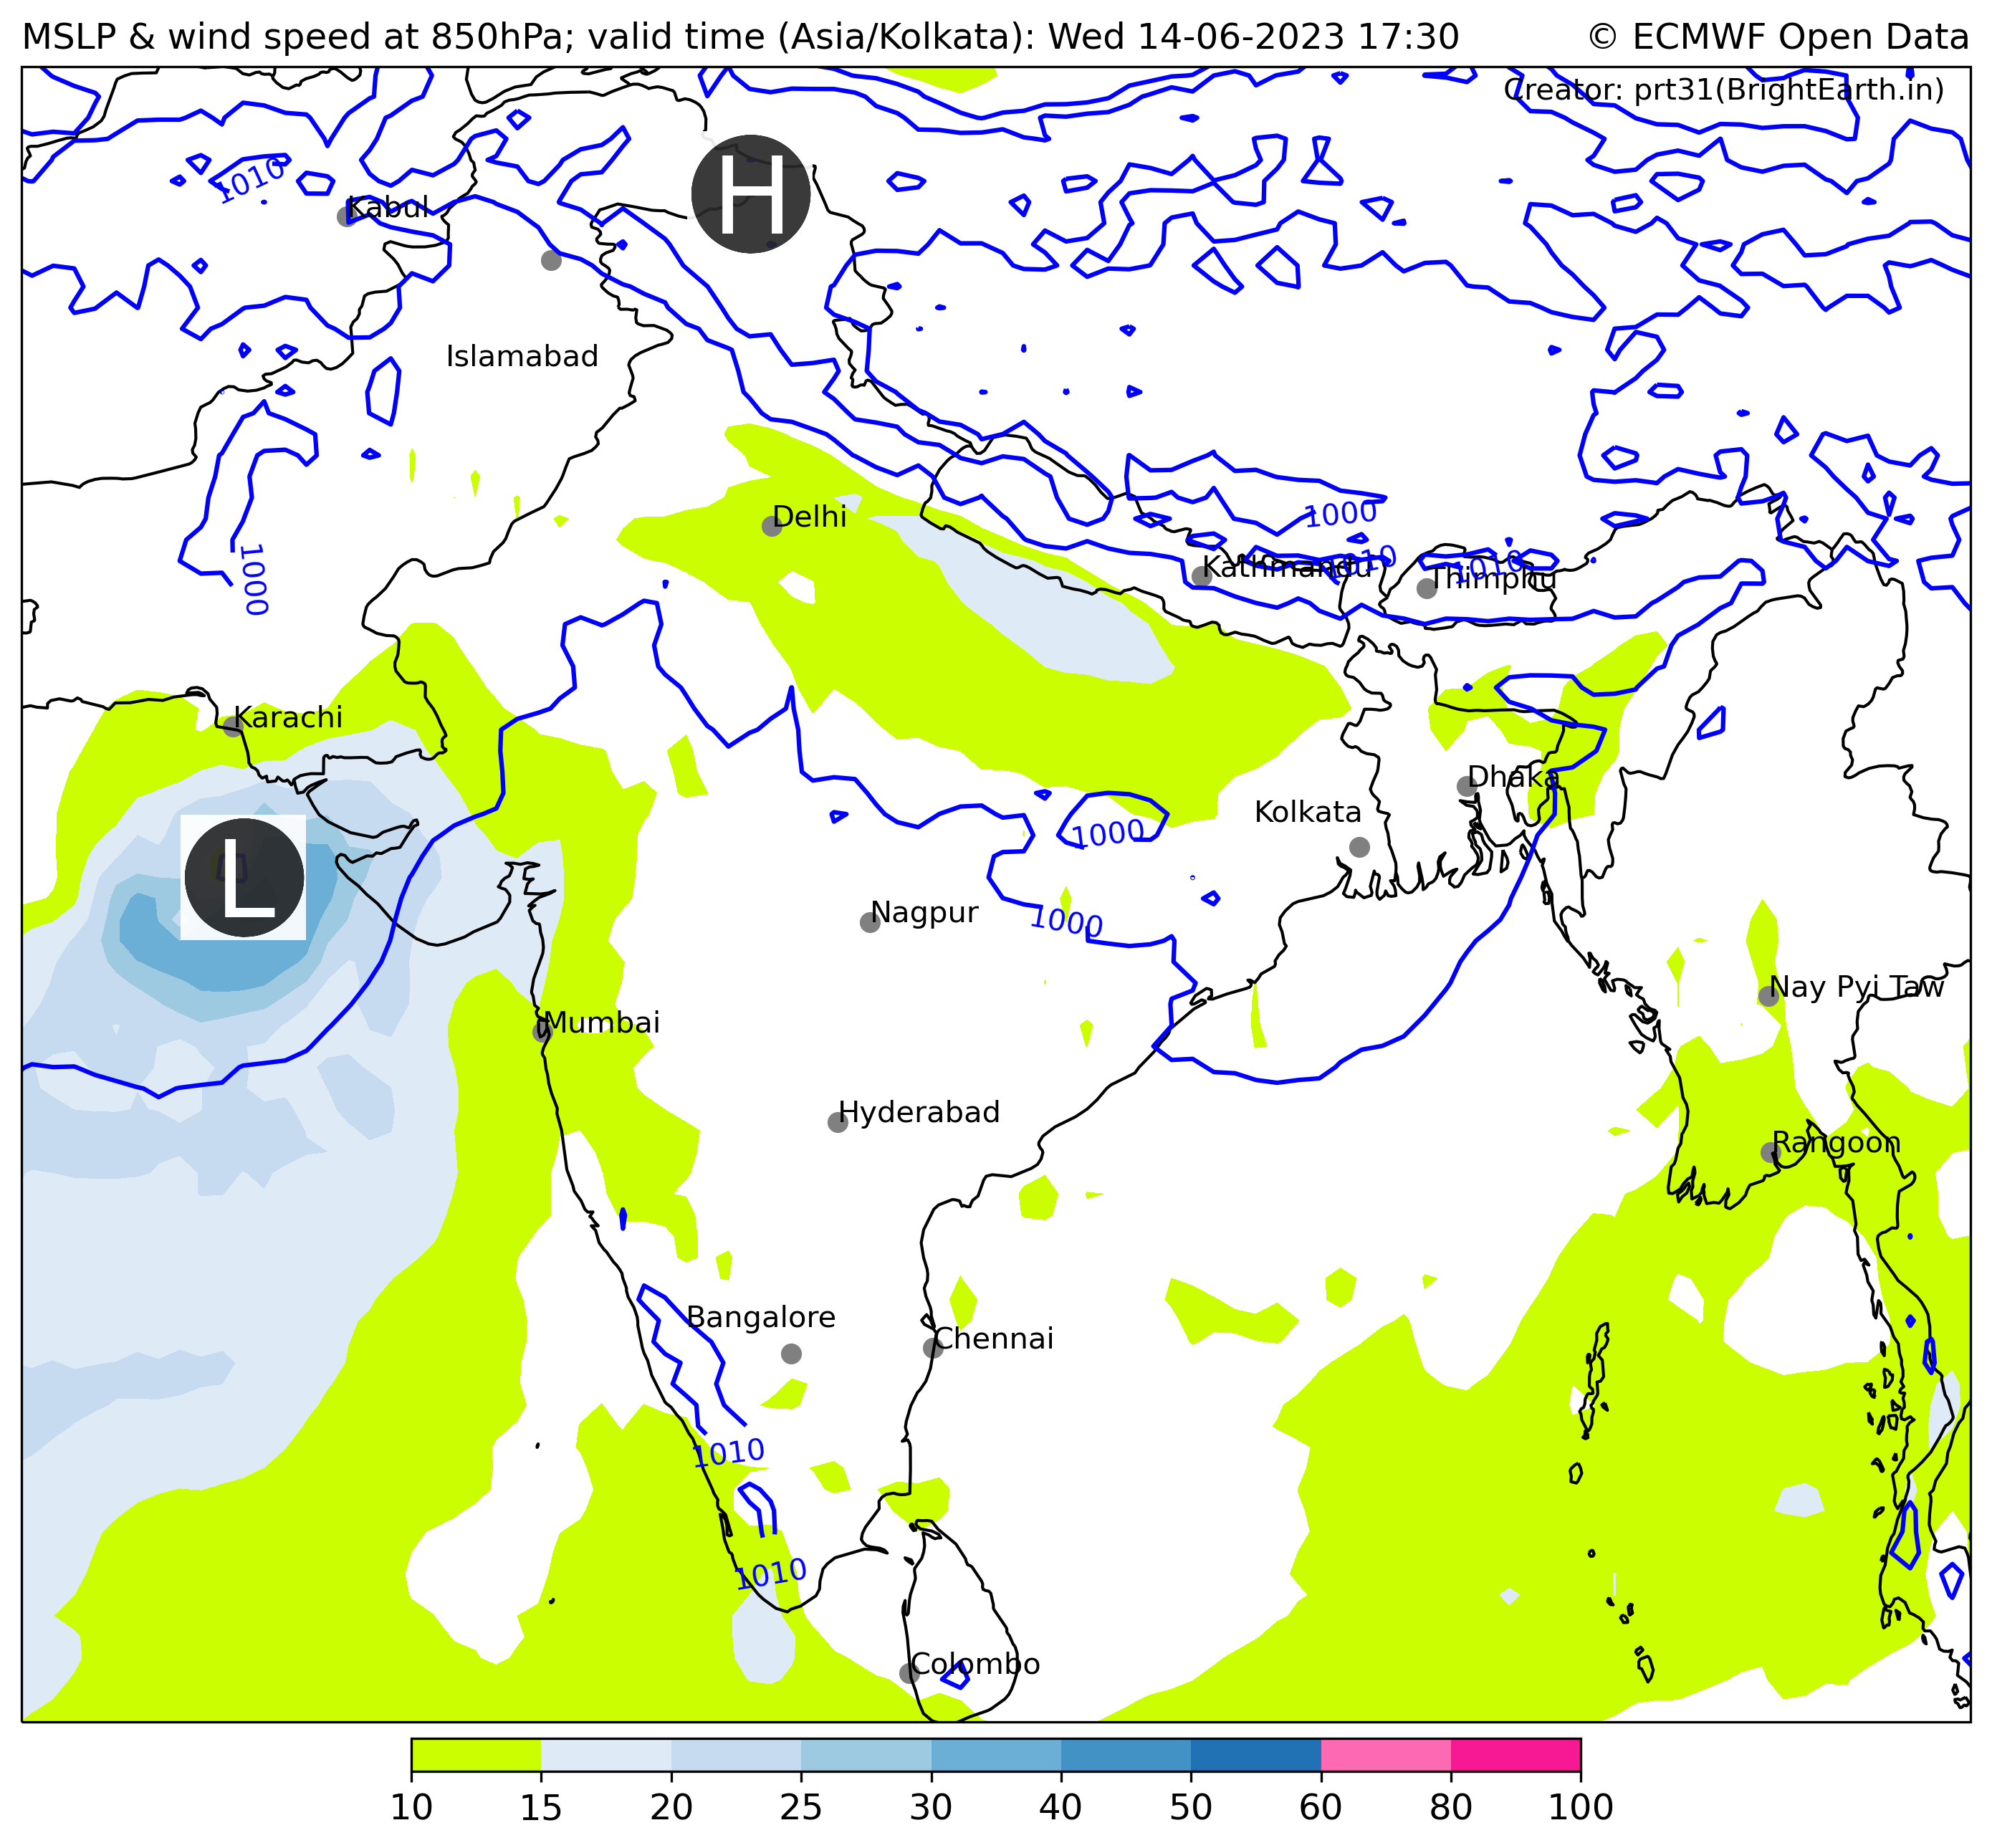 MSLP & wind speed at 850hPa; valid time (Asia/Kolkata): Wed 14-06-2023 17:30
© ECMWF Open Data
Creator: prt31(BrightEarth.in)
H
1010
Kabul
Islamabad
Delhi
1000
1000
Kathmandu
1010
1010
Thimphu
Karachi
Dhaka
Kolkata
1000
L
Nagpur
1000
Nay Pyi Taw
Mumbai
Hyderabad
Rangoon
Bangalore
Chennai
1010
1010
Colombo
10 15 20 25 30 40 50 60 80 100